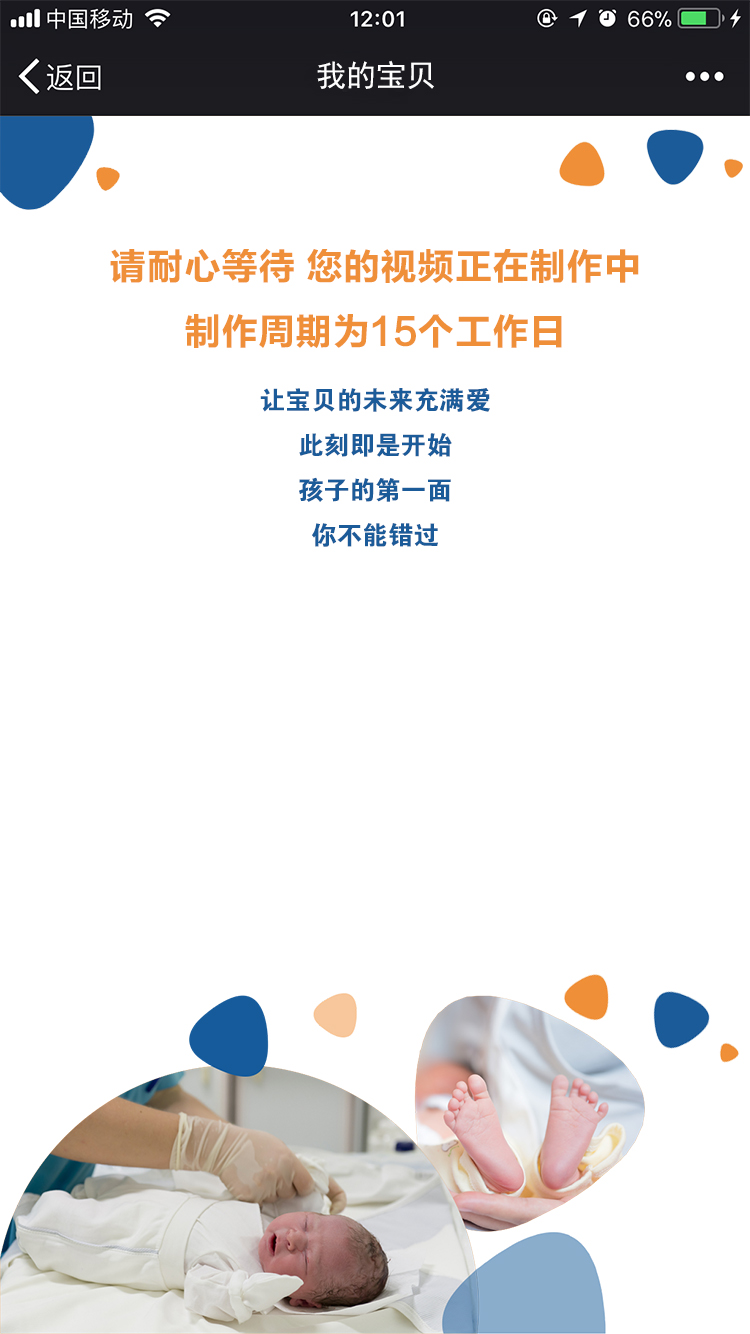 中国移动 12:01 66%
返回 我的宝贝
请耐心等待 您的视频正在制作中
制作周期为15个工作日
让宝贝的未来充满爱
此刻即是开始
孩子的第一面
你不能错过